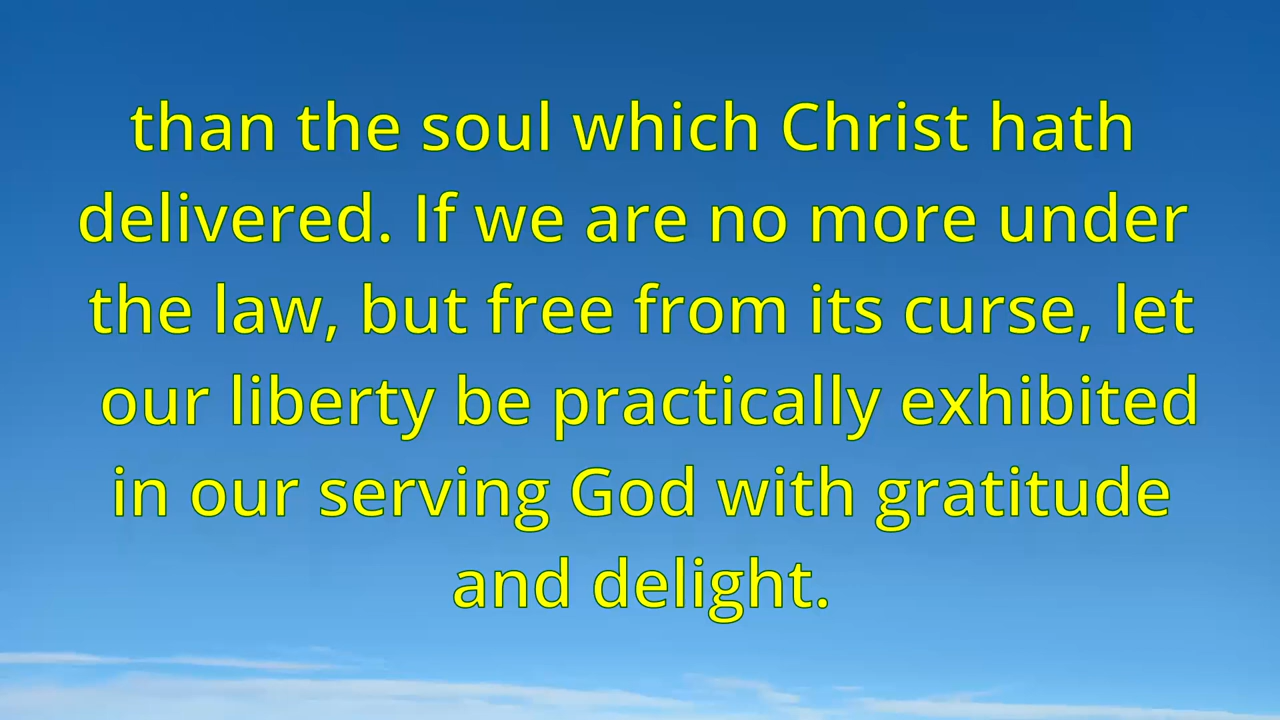 than the soul which Christ hath
delivered. If we are no more under
the law, but free from its curse, let
our liberty be practically exhibited
in our serving God with gratitude
and delight.